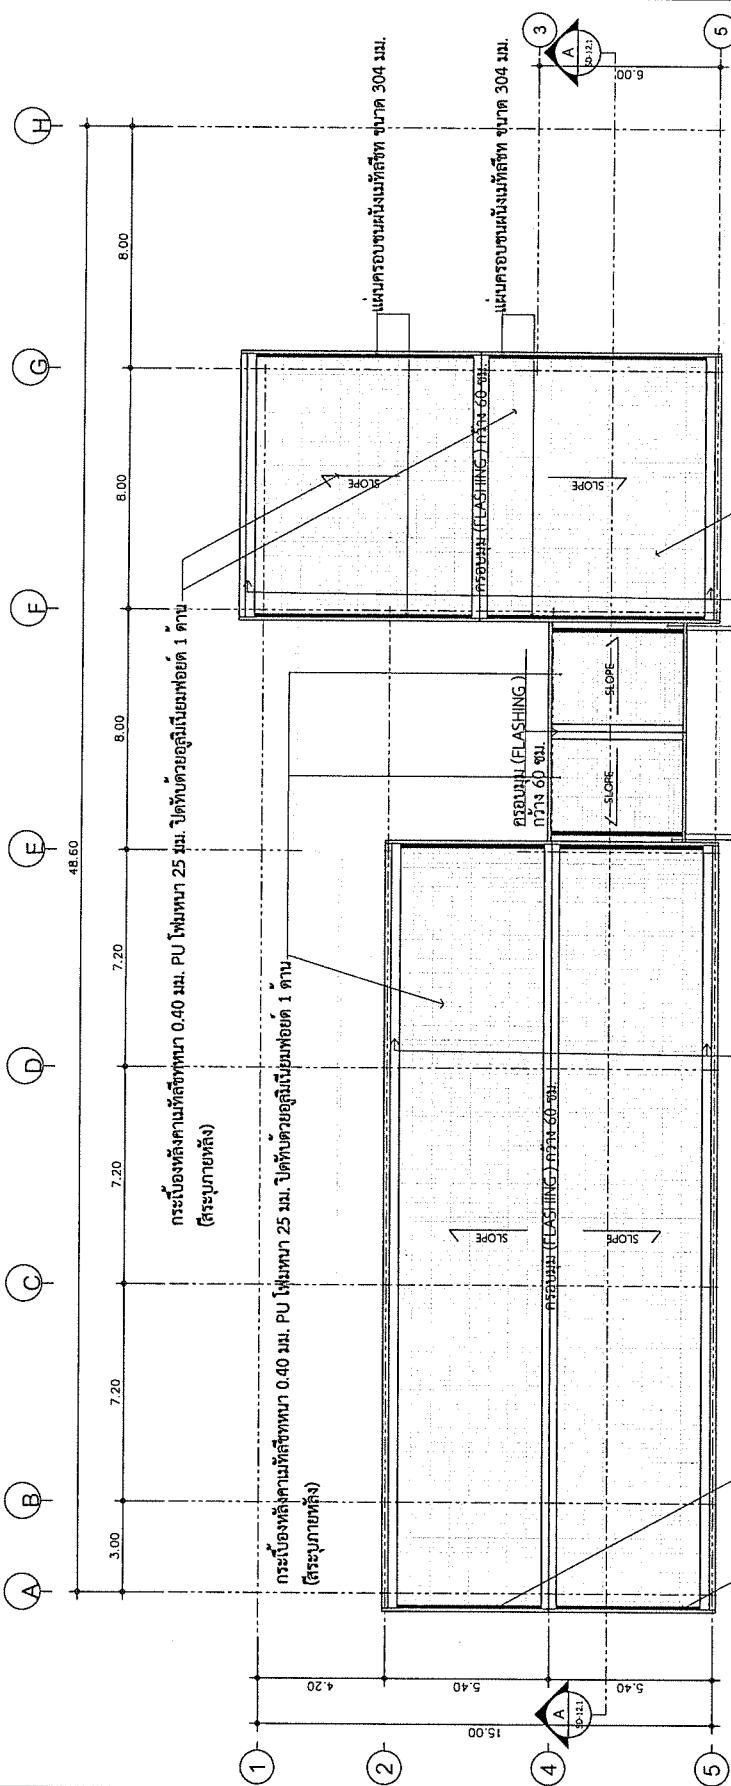 A
B
C
D
E
F
G
H
48.60
3.00
7.20
7.20
7.20
8.00
8.00
8.00
กระเบื้องหลังคาเมทัลชีทหนา 0.40 มม. PU โฟมหนา 25 มม. ปิดทับด้วยอลูมิเนียมฟอยด์ 1 ด้าน
(สีระบุภายหลัง)
กระเบื้องหลังคาเมทัลชีทหนา 0.40 มม. PU โฟมหนา 25 มม. ปิดทับด้วยอลูมิเนียมฟอยด์ 1 ด้าน
(สีระบุภายหลัง)
แผ่นครอบชนผนังเมทัลชีท ขนาด 304 มม.
แผ่นครอบชนผนังเมทัลชีท ขนาด 304 มม.
SLOPE
ครอบมุม (FLASHING ) กว้าง 60 ซม.
SLOPE
ครอบมุม (FLASHING )
กว้าง 60 ซม.
SLOPE
SLOPE
SLOPE
ครอบมุม (FLASHING ) กว้าง 60 ซม.
SLOPE
1
2
4
5
4.20
5.40
5.40
15.00
A
SD-12.1
3
5
6.00
A
SD-12.1